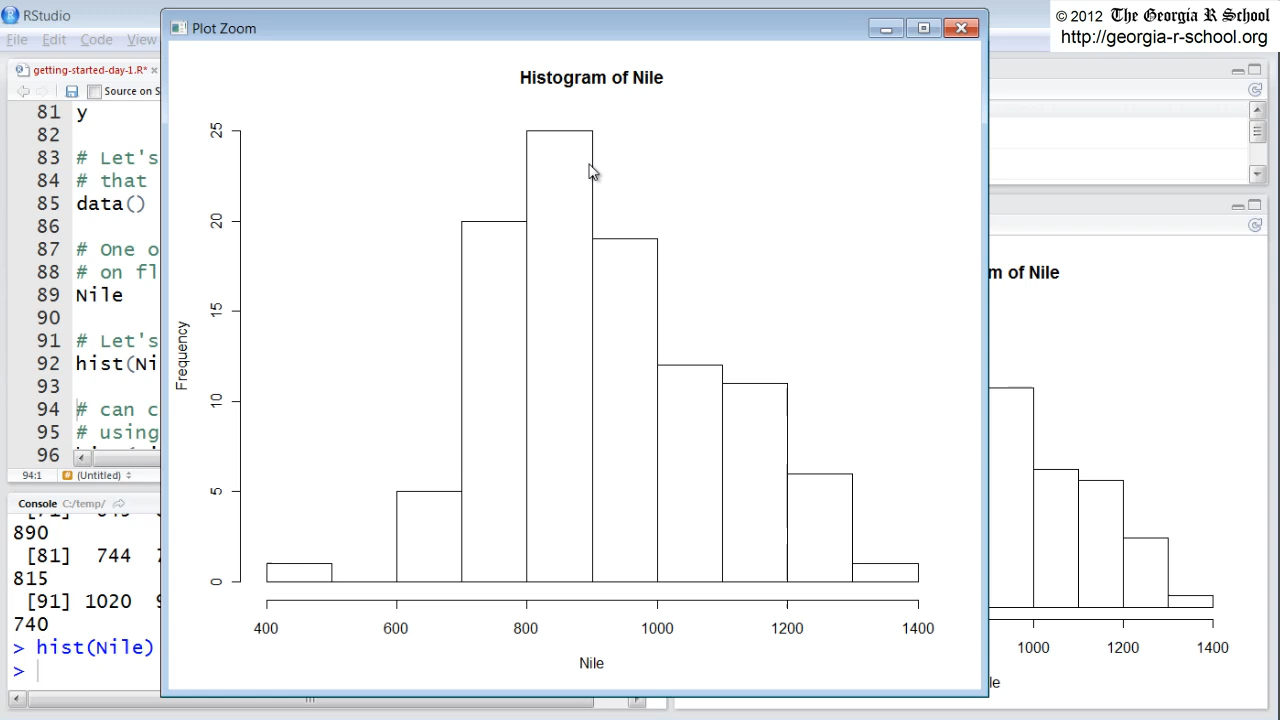 RStudio
File Edit Code View
© 2012 The Georgia R School
http://georgia-r-school.org
Plot Zoom
getting-started-day-1.R*
Source on S
81 y
82
83 # Let's
84 # that
85 data()
86
87 # One o
88 # on fl
89 Nile
90
91 # Let's
92 hist(Ni
93
94 # can c
95 # using
96
94:1 (Untitled)
Console C:/temp/
890
[81] 744
815
[91] 1020
740
> hist(Nile)
>
Histogram of Nile
Frequency
25
20
15
10
5
0
400 600 800 1000 1200 1400
Nile
m of Nile
1000 1200 1400
le